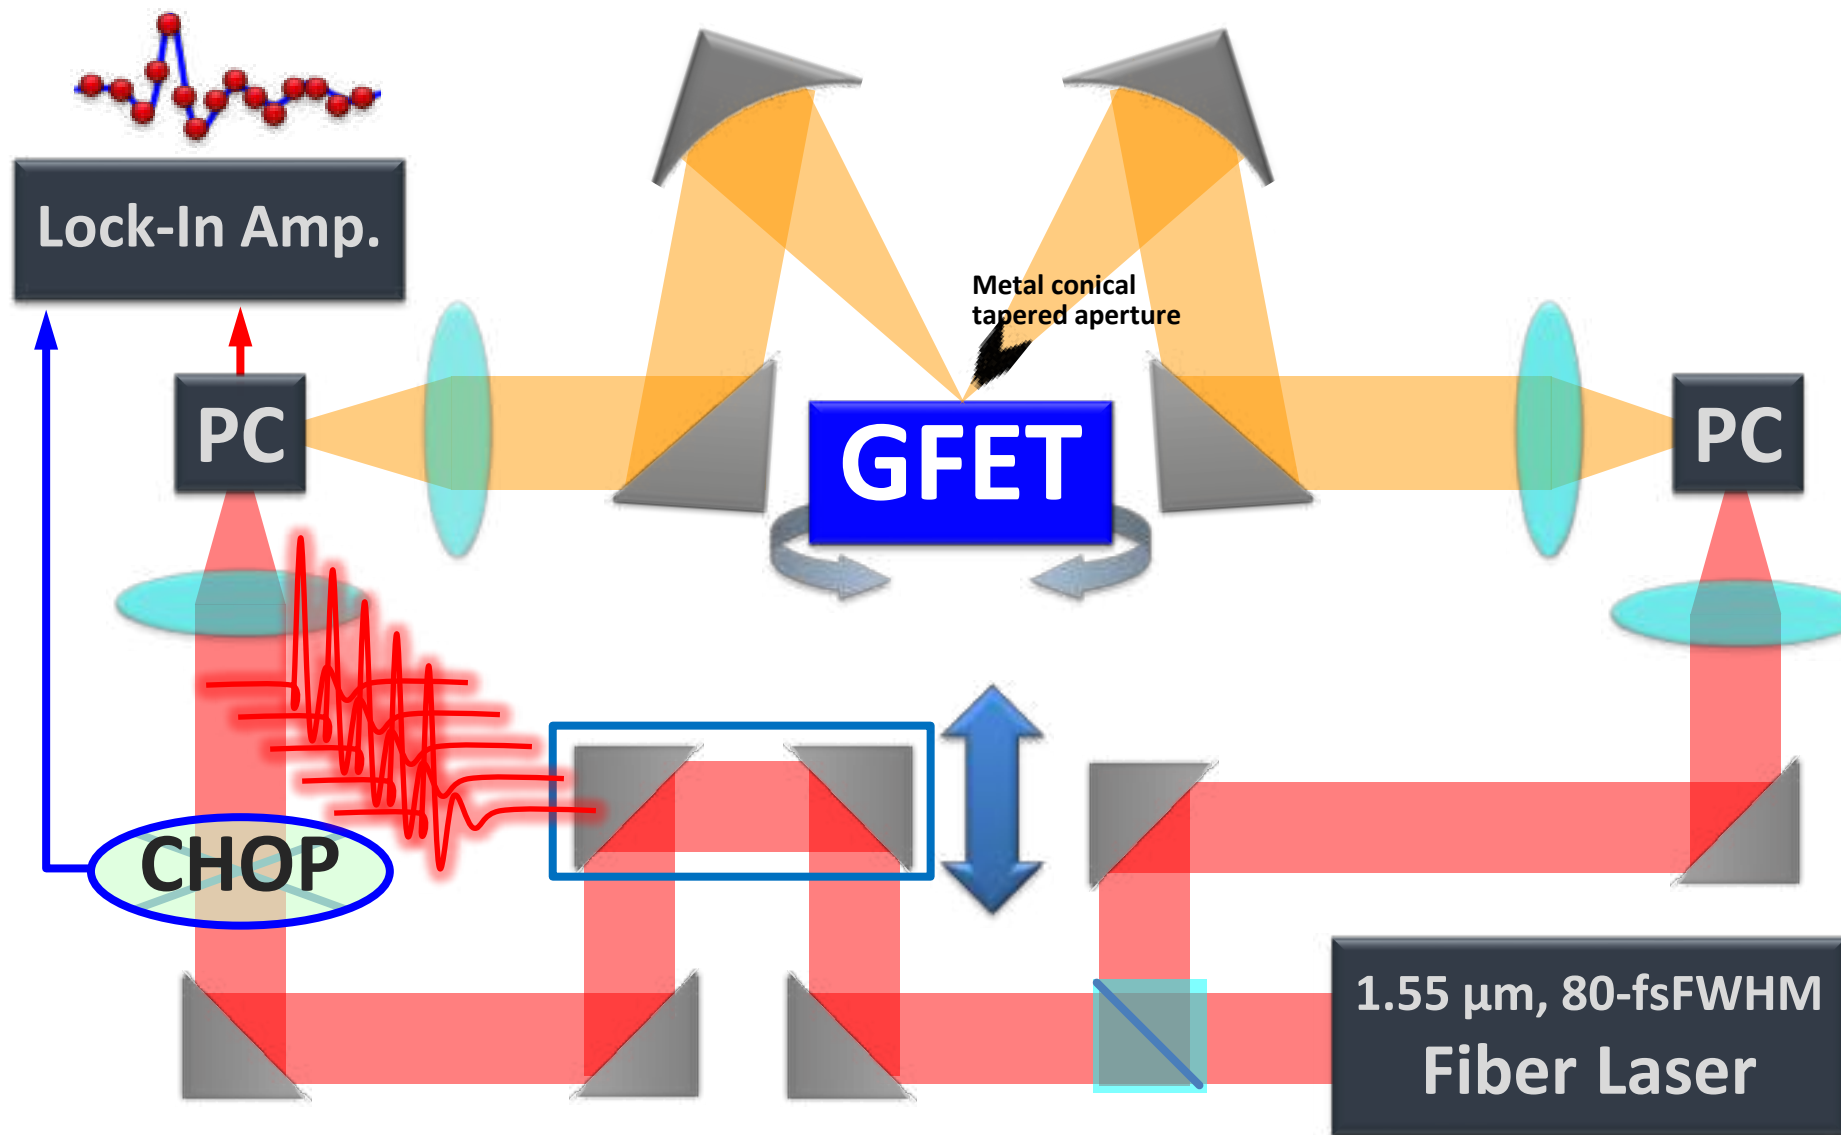 Lock-In Amp.
Metal conical
tapered aperture
PC
GFET
PC
CHOP
1.55 µm, 80-fsFWHM
Fiber Laser